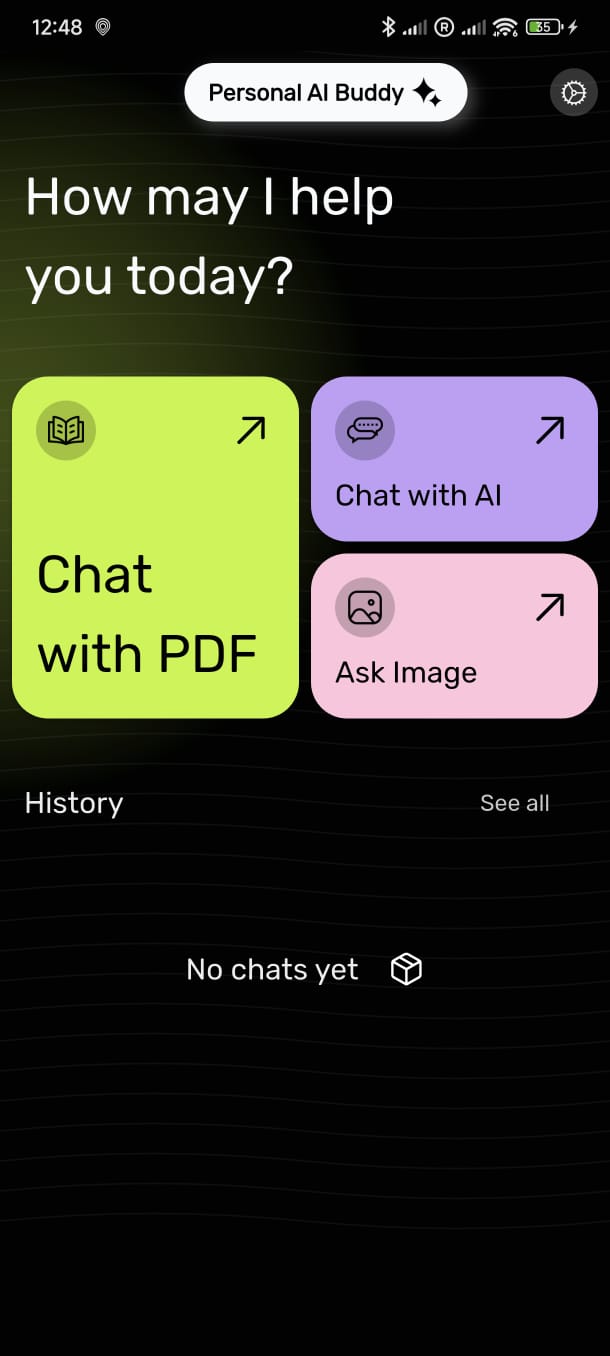 12:48
R
35
6
Personal AI Buddy
How may I help
you today?
Chat
with PDF
Chat with AI
Ask Image
History
See all
No chats yet